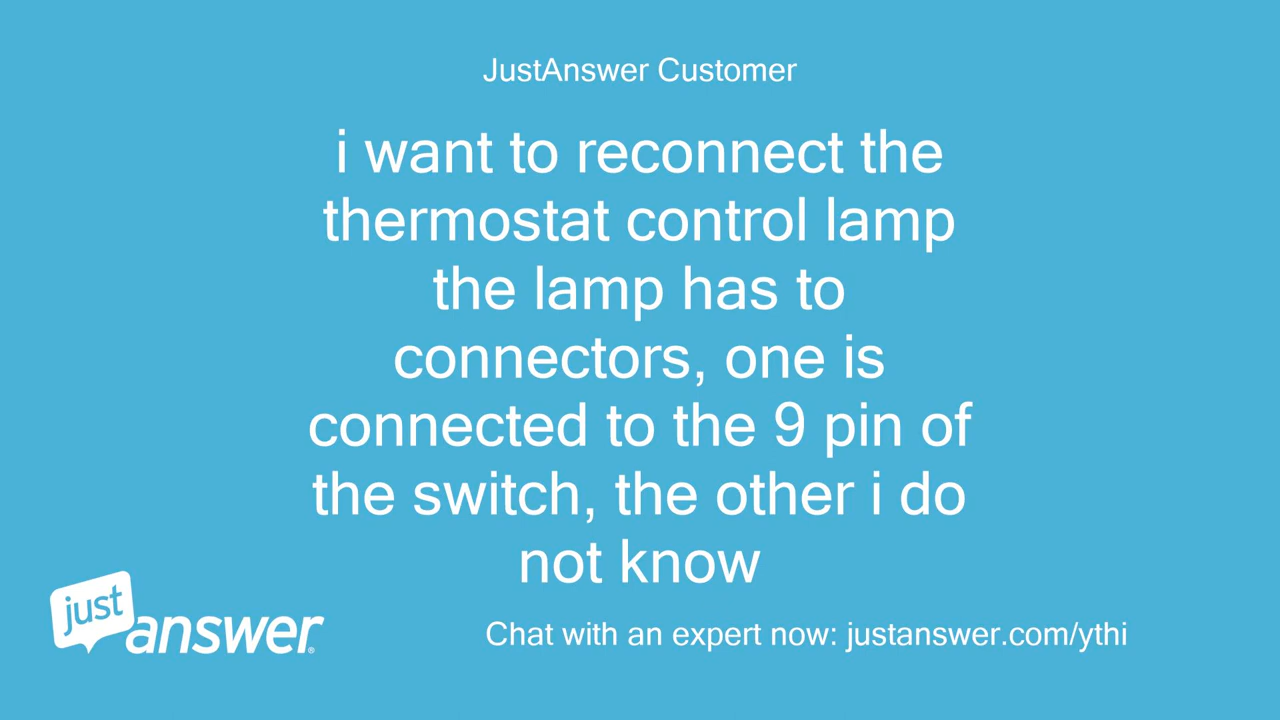 JustAnswer Customer
i want to reconnect the
thermostat control lamp
the lamp has to
connectors, one is
connected to the 9 pin of
the switch, the other i do
not know
just
answer®
Chat with an expert now: justanswer.com/ythi